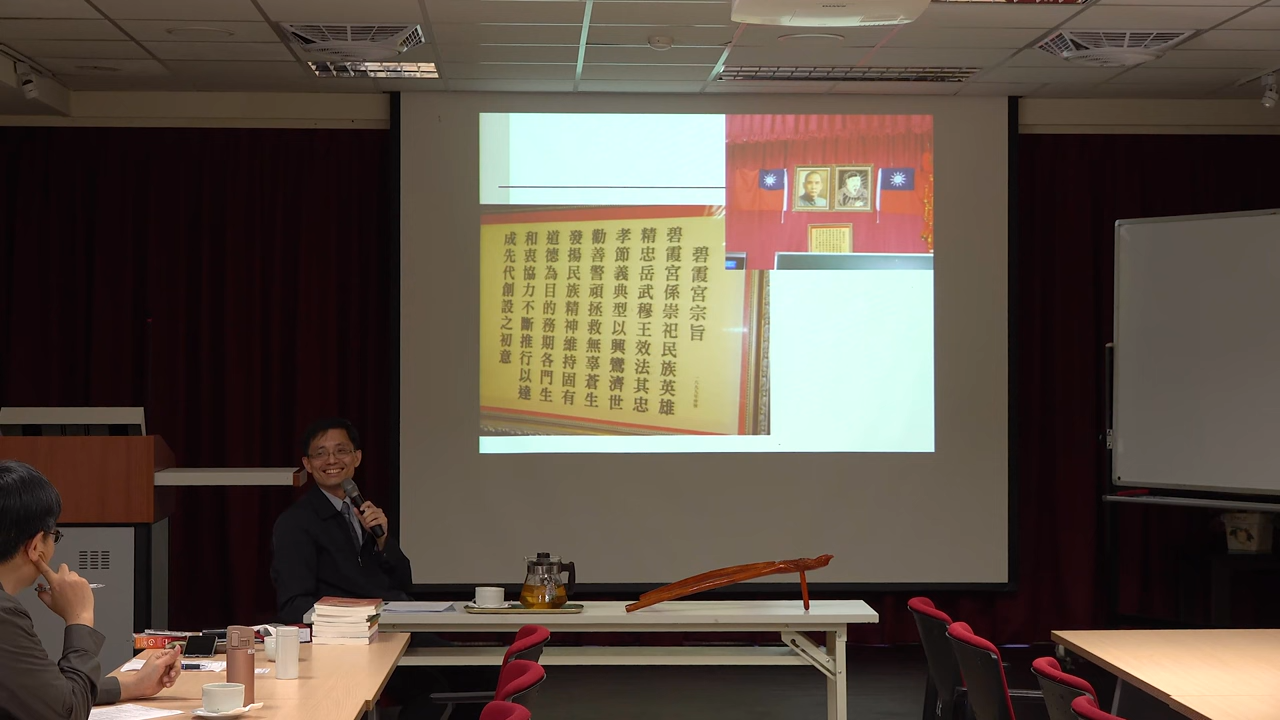 碧霞宮宗旨
碧霞宮係崇祀民族英雄
精忠岳武穆王效法其忠
孝節義典型以興鸞濟世
勸善警頑拯救無辜蒼生
發揚民族精神維持固有
道德為目的務期各門生
和衷協力不斷推行以達
成先代創設之初意